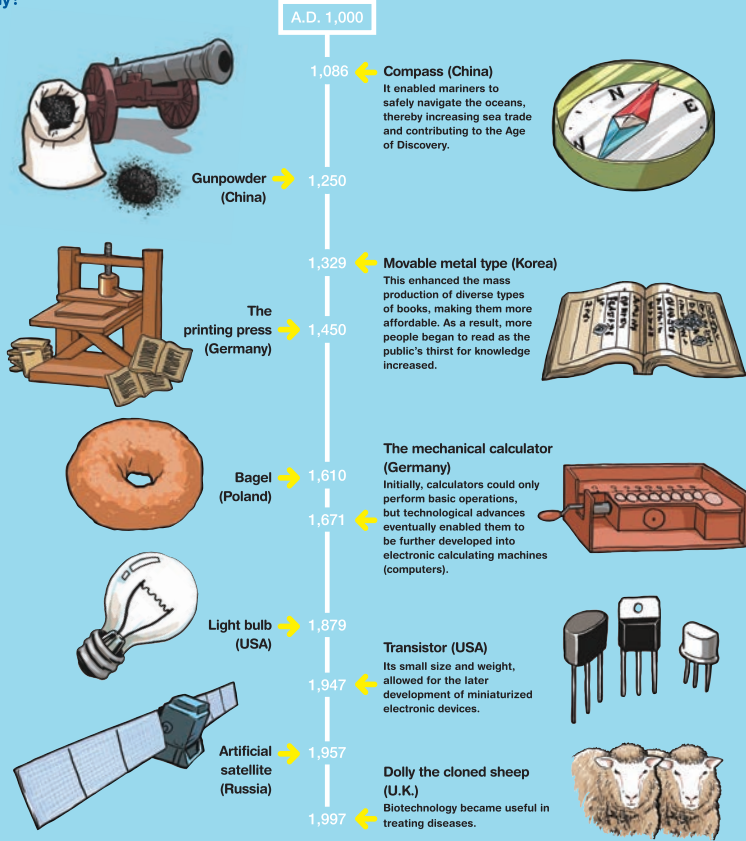 A.D. 1,000
1,086
Compass (China)
It enabled mariners to
safely navigate the oceans,
thereby increasing sea trade
and contributing to the Age
of Discovery.
N
E
Gunpowder
(China)
1,250
1,329
Movable metal type (Korea)
This enhanced the mass
production of diverse types
of books, making them more
affordable. As a result, more
people began to read as the
public's thirst for knowledge
increased.
The
printing press
(Germany)
1,450
Bagel
(Poland)
1,610
The mechanical calculator
(Germany)
Initially, calculators could only
perform basic operations,
but technological advances
eventually enabled them to
be further developed into
electronic calculating machines
(computers).
1,671
Light bulb
(USA)
1,879
Transistor (USA)
Its small size and weight,
allowed for the later
development of miniaturized
electronic devices.
1,947
Artificial
satellite
(Russia)
1,957
Dolly the cloned sheep
(U.K.)
Biotechnology became useful in
treating diseases.
1,997